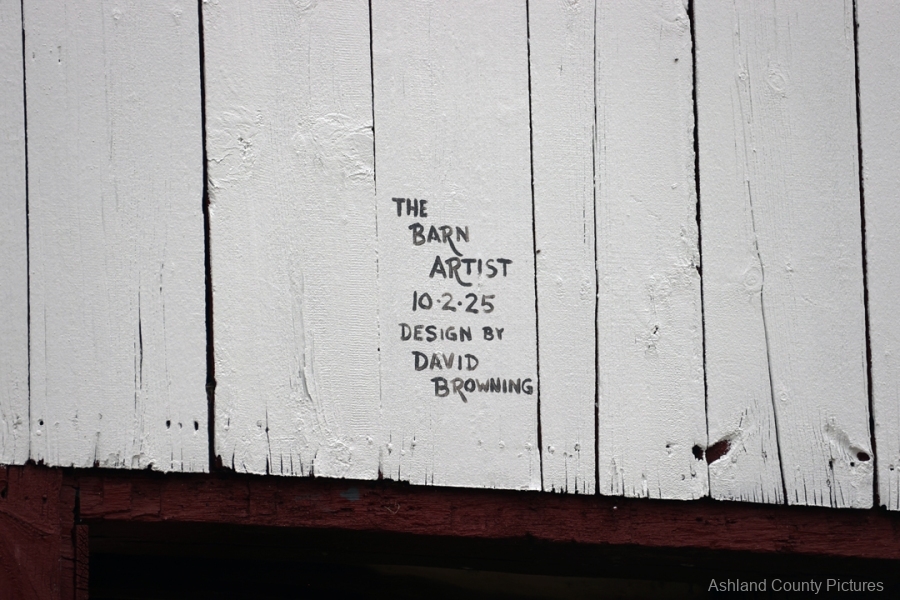 THE
BARN
ARTIST
10·2·25
DESIGN BY
DAVID
BROWNING
Ashland County Pictures